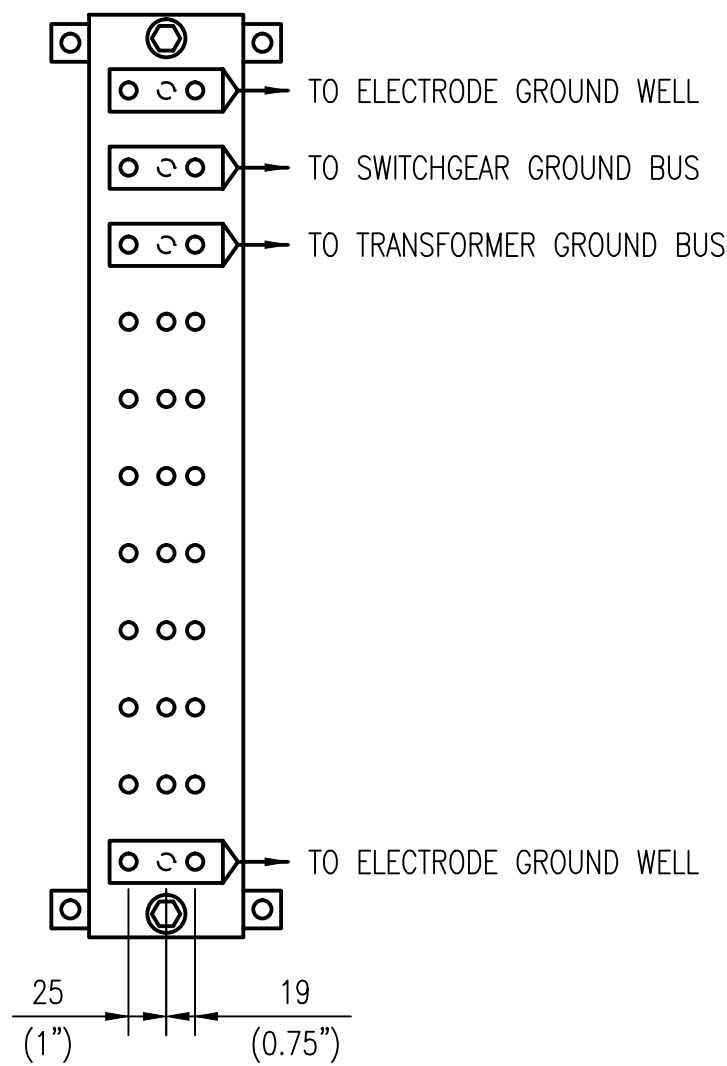 TO ELECTRODE GROUND WELL
TO SWITCHGEAR GROUND BUS
TO TRANSFORMER GROUND BUS
TO ELECTRODE GROUND WELL
25 19
(1") (0.75")